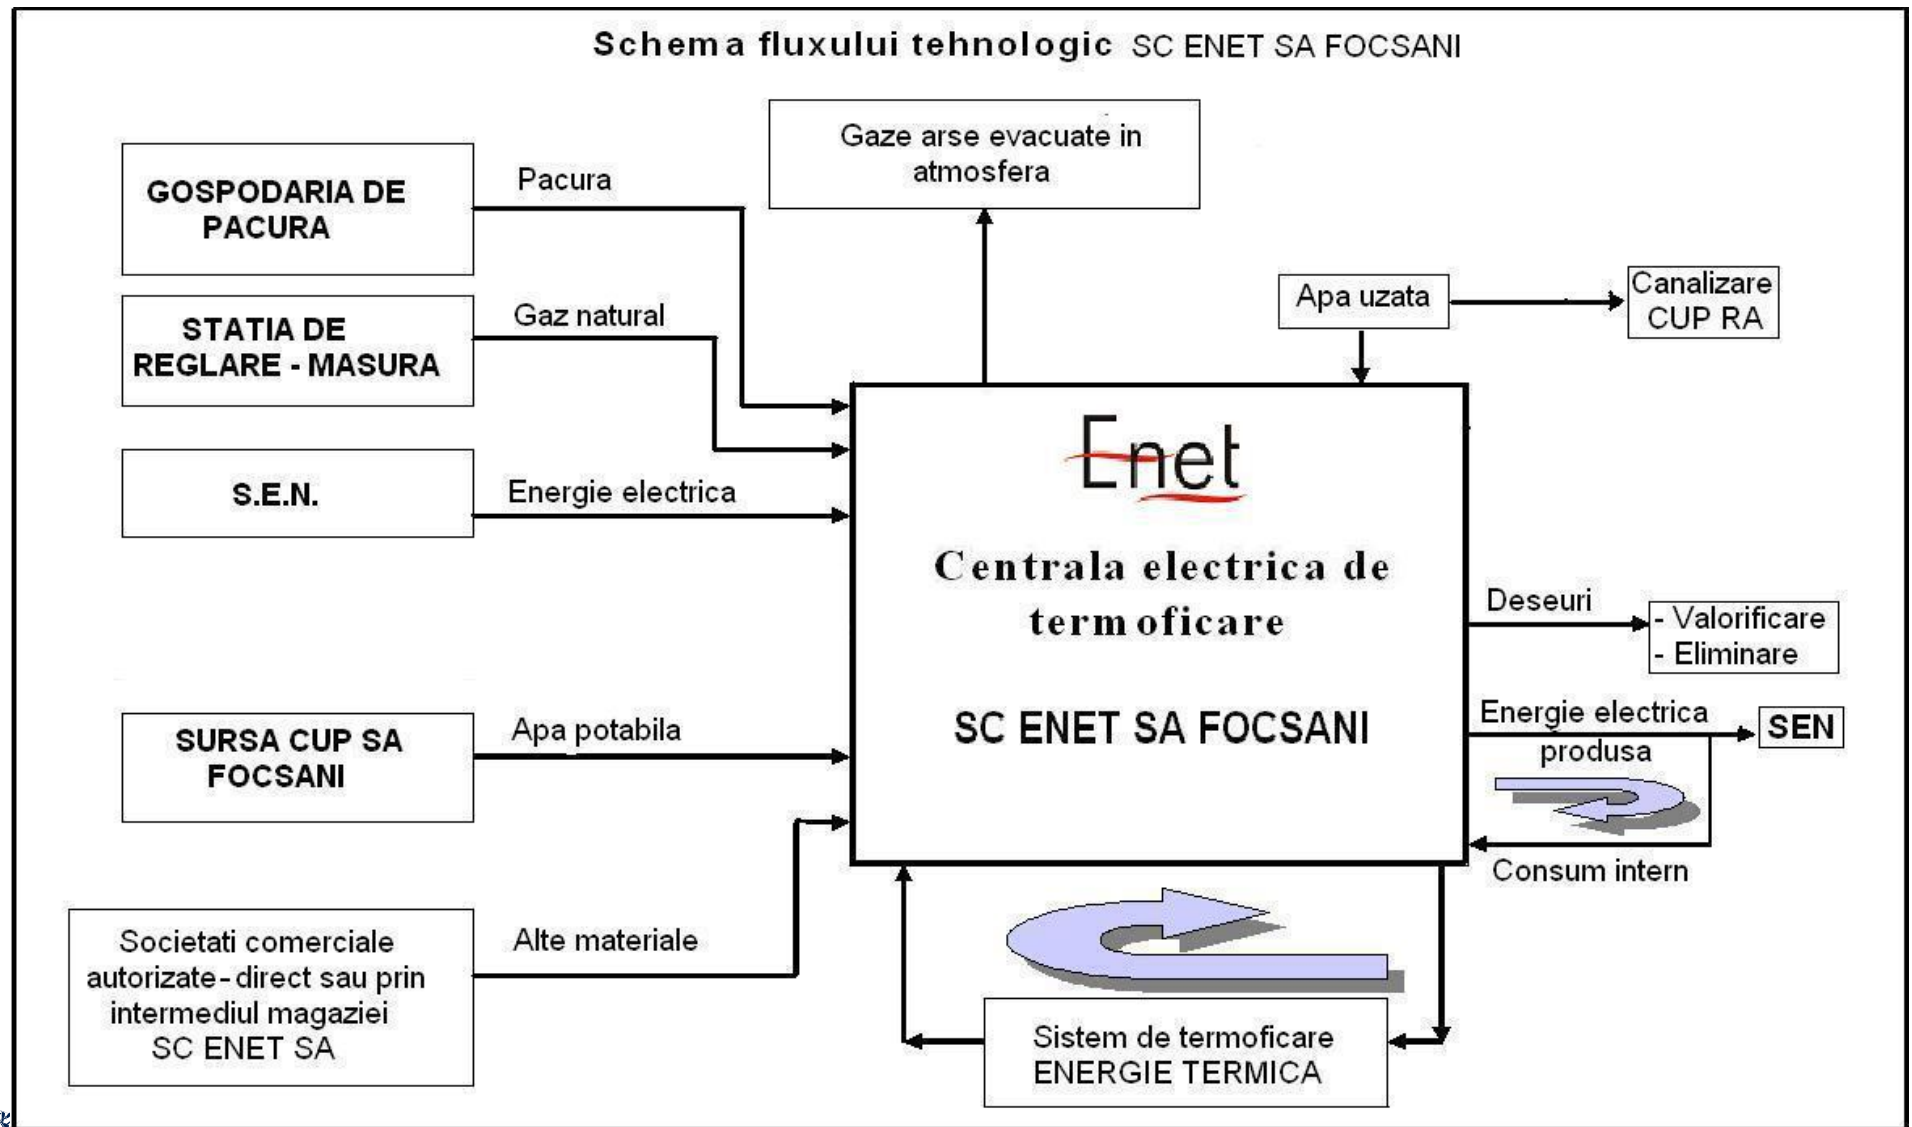 Schema fluxului tehnologic SC ENET SA FOCSANI
Gaze arse evacuate in
atmosfera
GOSPODARIA DE
PACURA
Pacura
STATIA DE
REGLARE - MASURA
Gaz natural
Apa uzata
Canalizare
CUP RA
S.E.N.
Energie electrica
Enet
Centrala electrica de
termoficare
SC ENET SA FOCSANI
Deseuri
- Valorificare
- Eliminare
Energie electrica
produsa
SEN
Consum intern
SURSA CUP SA
FOCSANI
Apa potabila
Societati comerciale
autorizate-direct sau prin
intermediul magaziei
SC ENET SA
Alte materiale
Sistem de termoficare
ENERGIE TERMICA